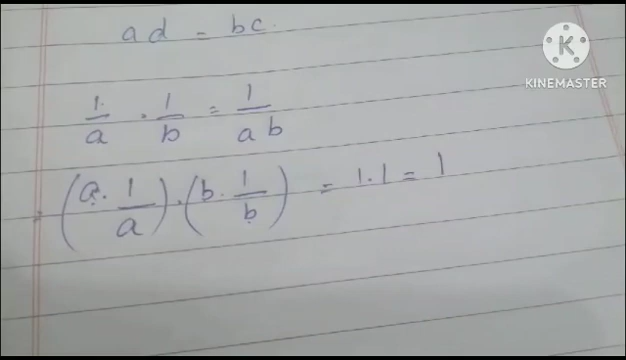 ad = bc
K
KINEMASTER
1/a · 1/b = 1/ab
= (a · 1/a) · (b · 1/b) = 1 · 1 = 1